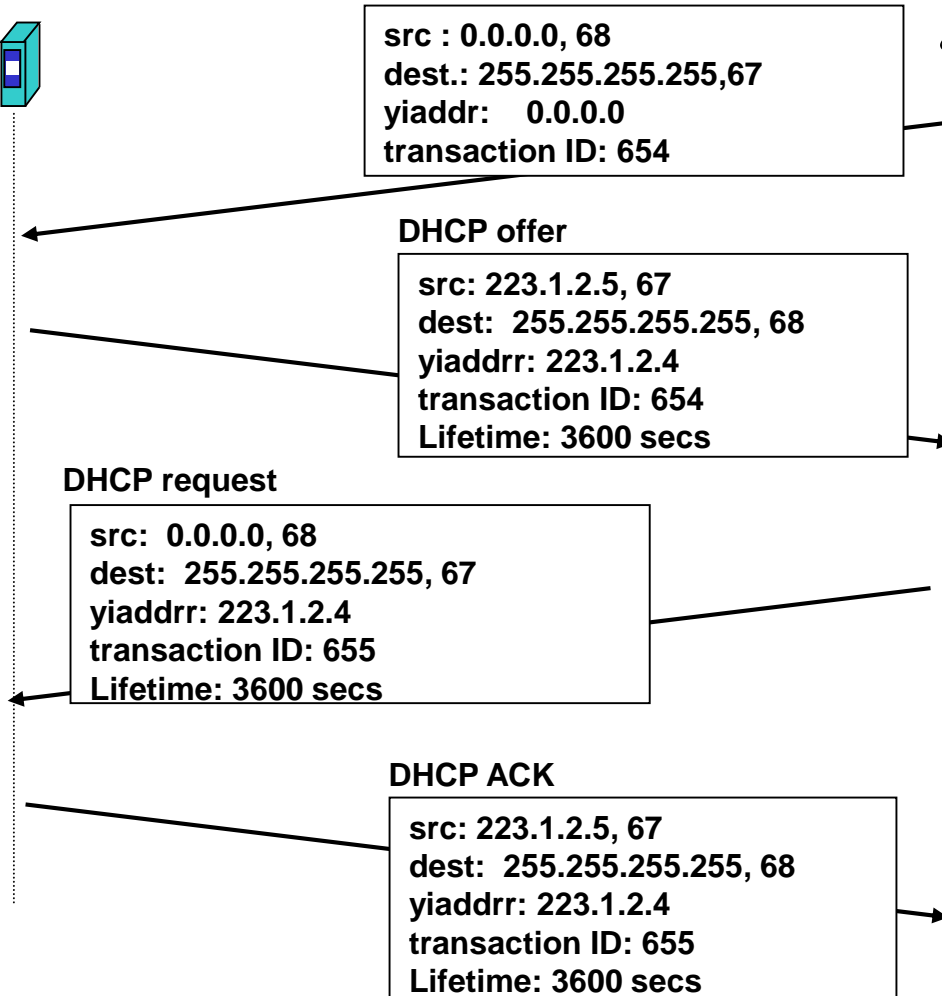 src : 0.0.0.0, 68
dest.: 255.255.255.255,67
yiaddr: 0.0.0.0
transaction ID: 654
DHCP offer
src: 223.1.2.5, 67
dest: 255.255.255.255, 68
yiaddrr: 223.1.2.4
transaction ID: 654
Lifetime: 3600 secs
DHCP request
src: 0.0.0.0, 68
dest: 255.255.255.255, 67
yiaddrr: 223.1.2.4
transaction ID: 655
Lifetime: 3600 secs
DHCP ACK
src: 223.1.2.5, 67
dest: 255.255.255.255, 68
yiaddrr: 223.1.2.4
transaction ID: 655
Lifetime: 3600 secs